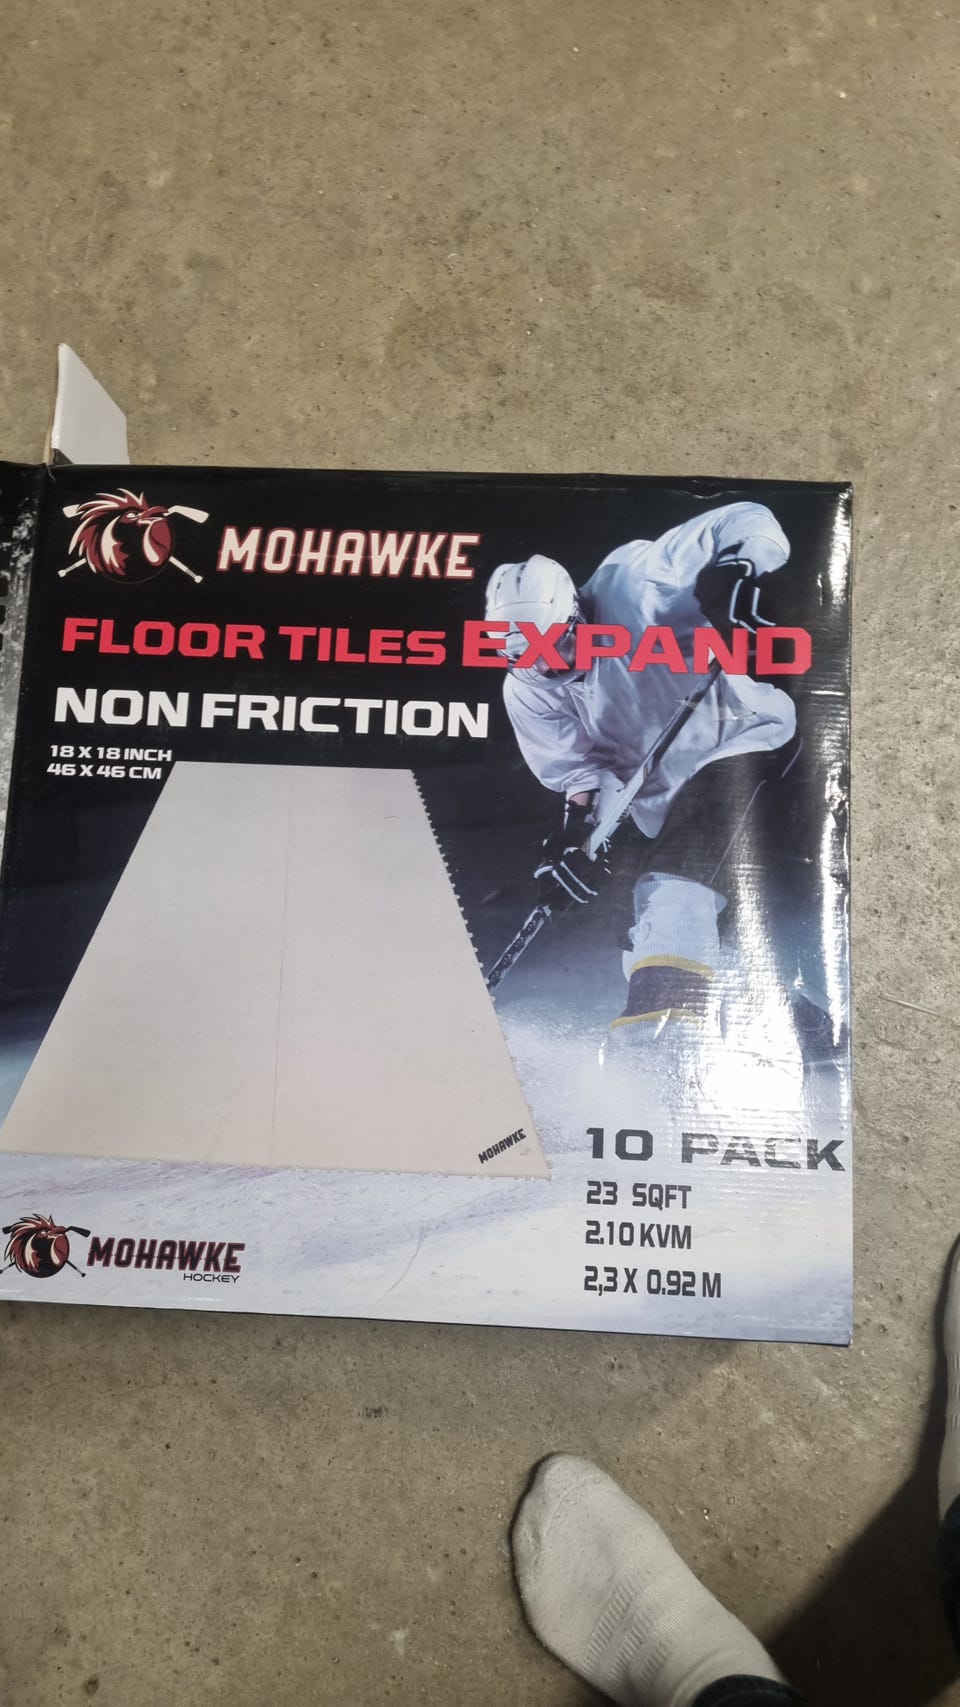 MOHAWKE
FLOOR TILES EXPAND
NON FRICTION
18 X 18 INCH
46 X 46 CM
MOHAWKE
10 PACK
23 SQFT
2.10 KVM
2,3 X 0.92 M
MOHAWKE
HOCKEY